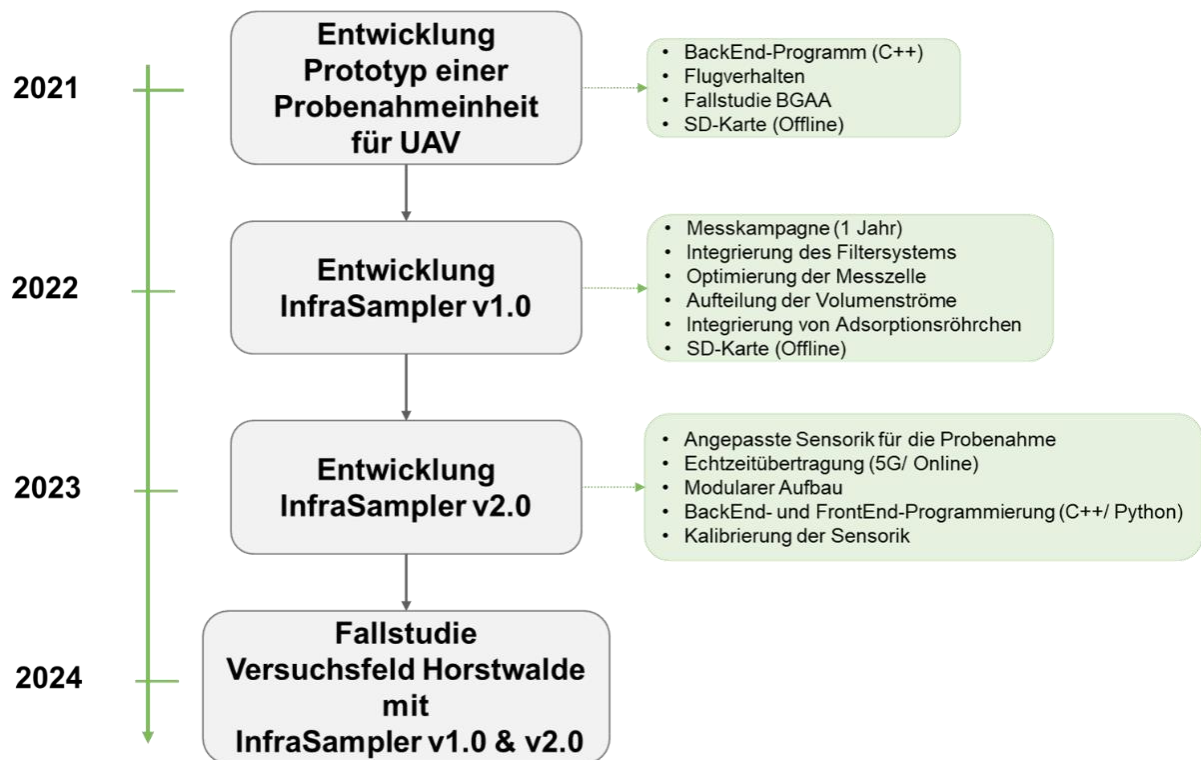 2021
Entwicklung
Prototyp einer
Probenahmeinheit
für UAV
• BackEnd-Programm (C++)
• Flugverhalten
• Fallstudie BGAA
• SD-Karte (Offline)
2022
Entwicklung
InfraSampler v1.0
• Messkampagne (1 Jahr)
• Integrierung des Filtersystems
• Optimierung der Messzelle
• Aufteilung der Volumenströme
• Integrierung von Adsorptionsröhrchen
• SD-Karte (Offline)
2023
Entwicklung
InfraSampler v2.0
• Angepasste Sensorik für die Probenahme
• Echtzeitübertragung (5G/ Online)
• Modularer Aufbau
• BackEnd- und FrontEnd-Programmierung (C++/ Python)
• Kalibrierung der Sensorik
2024
Fallstudie
Versuchsfeld Horstwalde
mit
InfraSampler v1.0 & v2.0